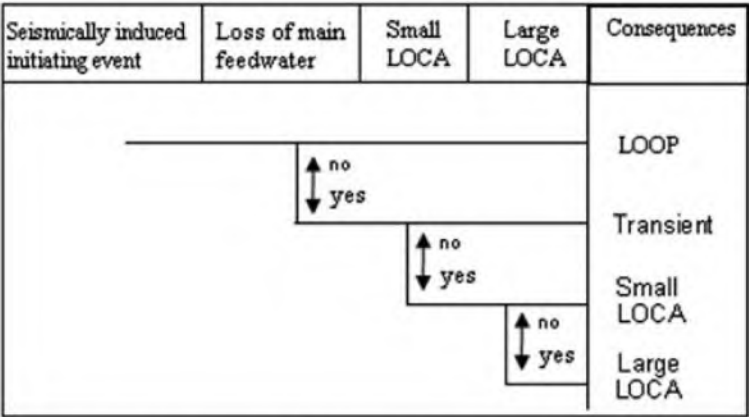 Seismically induced
initiating event
Loss of main
feedwater
Small
LOCA
Large
LOCA
Consequences
no
yes
LOOP
no
yes
Transient
no
yes
Small
LOCA
Large
LOCA